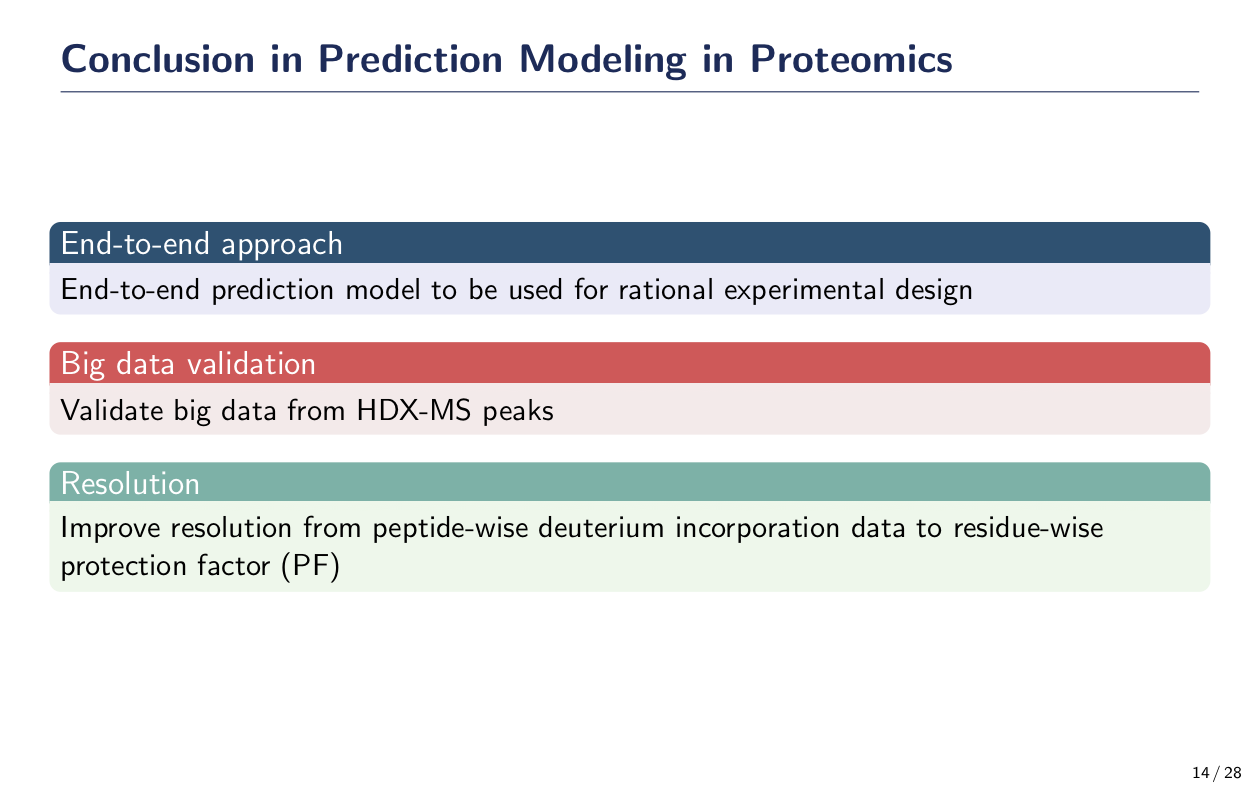 Conclusion in Prediction Modeling in Proteomics
End-to-end approach
End-to-end prediction model to be used for rational experimental design
Big data validation
Validate big data from HDX-MS peaks
Resolution
Improve resolution from peptide-wise deuterium incorporation data to residue-wise
protection factor (PF)
14 / 28